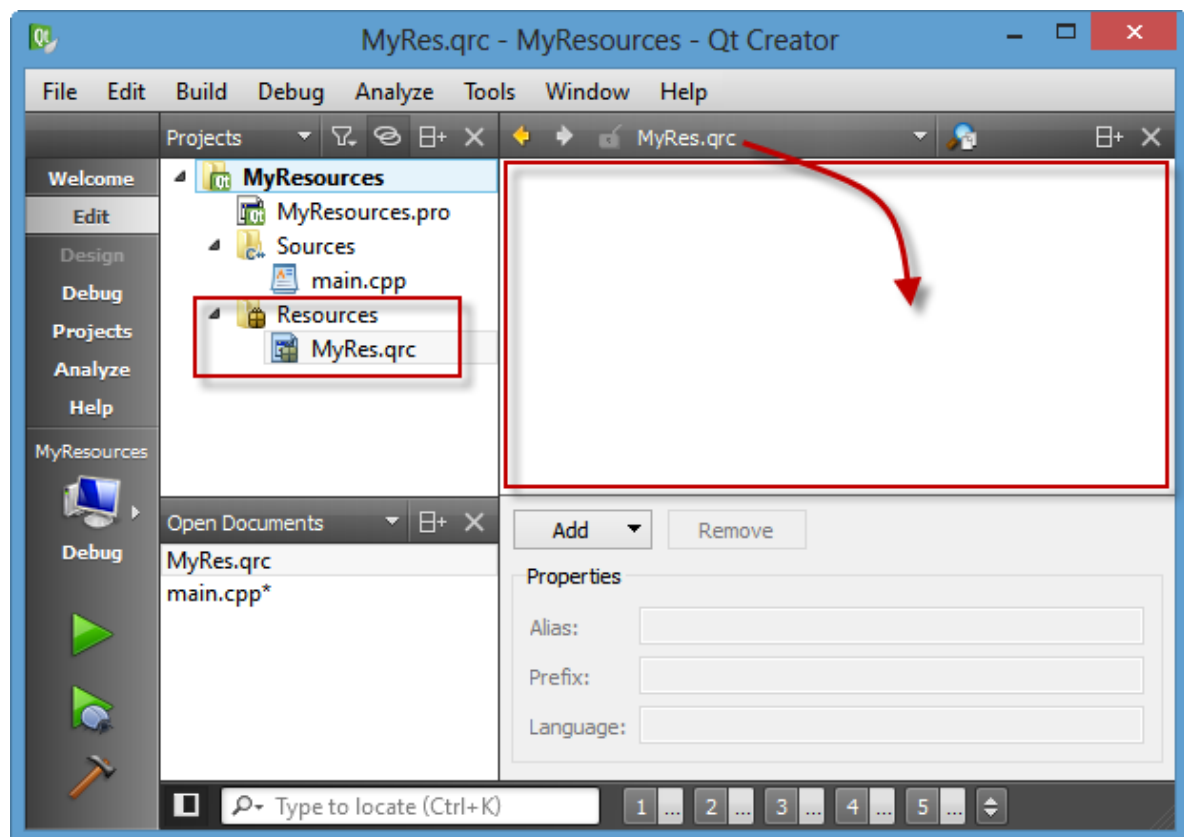 MyRes.qrc - MyResources - Qt Creator
File Edit Build Debug Analyze Tools Window Help
Projects
MyRes.qrc
Welcome
Edit
Design
Debug
Projects
Analyze
Help
MyResources
Debug
MyResources
MyResources.pro
Sources
main.cpp
Resources
MyRes.qrc
Open Documents
MyRes.qrc
main.cpp*
Add
Remove
Properties
Alias:
Prefix:
Language:
Type to locate (Ctrl+K)
1 ... 2 ... 3 ... 4 ... 5 ...